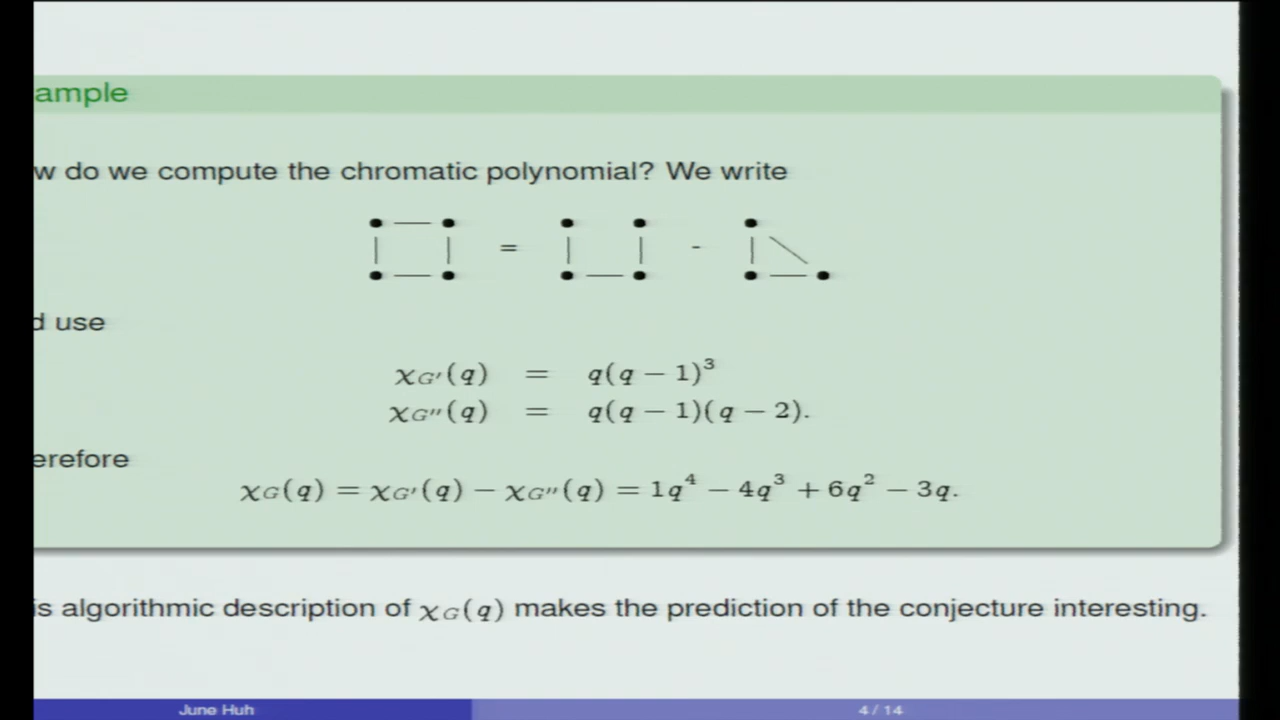 ample
w do we compute the chromatic polynomial? We write
= -
d use
χG′(q) = q(q − 1)³
χG″(q) = q(q − 1)(q − 2).
erefore
χG(q) = χG′(q) − χG″(q) = 1q⁴ − 4q³ + 6q² − 3q.
is algorithmic description of χG(q) makes the prediction of the conjecture interesting.
June Huh 4 / 14